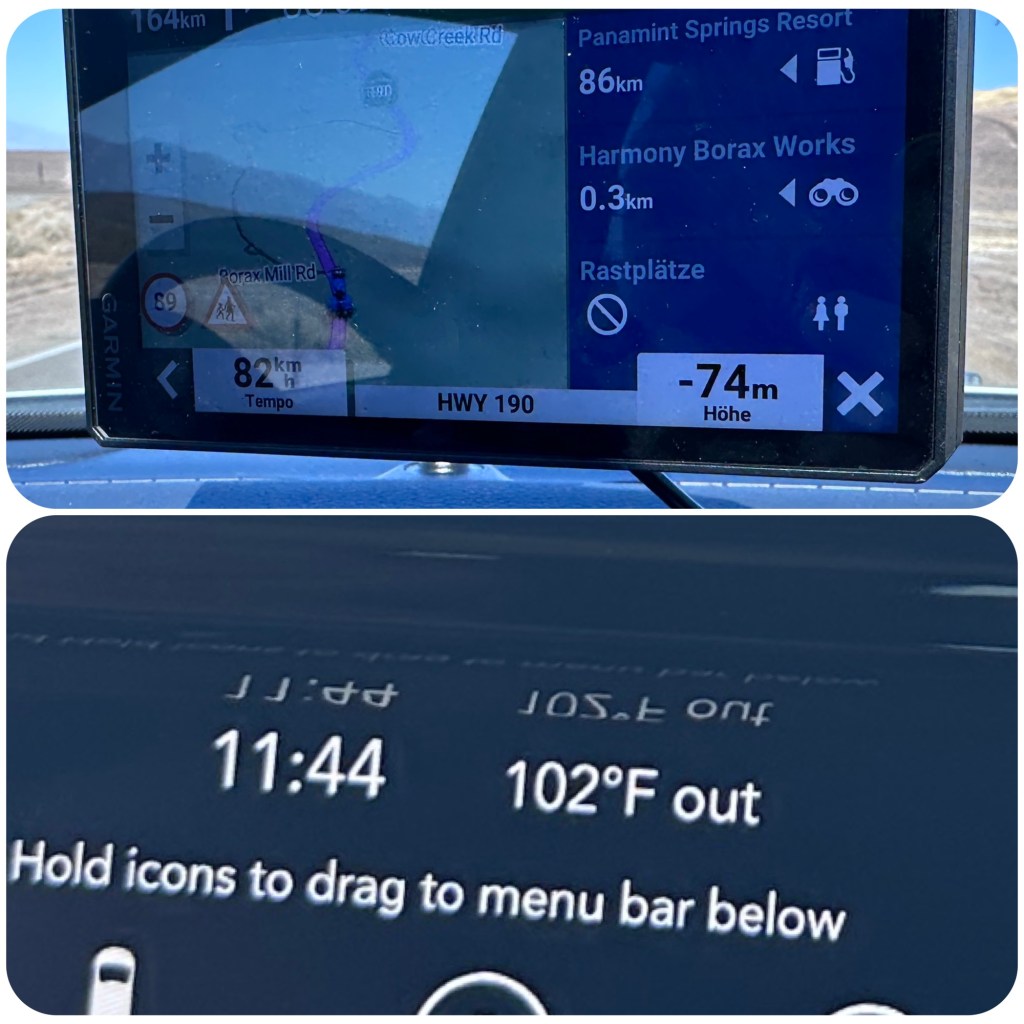 164km
Cow Creek Rd
190
Borax Mill Rd
89
GARMIN
82 km/h
Tempo
HWY 190
Panamint Springs Resort
86km
Harmony Borax Works
0.3km
Rastplätze
-74m
Höhe
11:44
102°F out
11:44
102°F out
Hold icons to drag to menu bar below